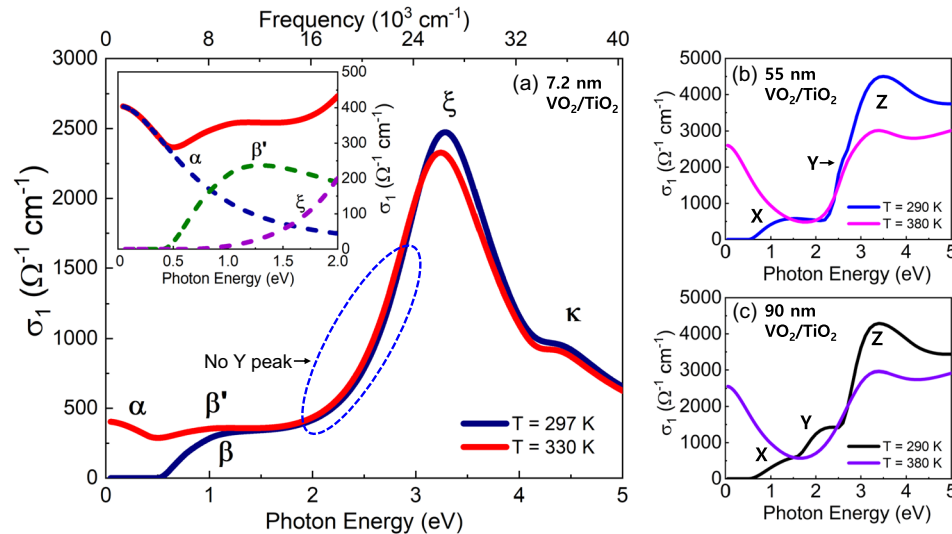 Frequency (10³ cm⁻¹)
0 10 20 30 40
3000
2500
2000
1500
1000
500
0
σ₁ (Ω⁻¹ cm⁻¹)
(a) 7.2 nm
VO₂/TiO₂
ξ
κ
α
β'
β
No Y peak→
T = 297 K
T = 330 K
0 1 2 3 4 5
Photon Energy (eV)
500
400
300
200
100
0
σ₁ (Ω⁻¹ cm⁻¹)
α
β'
ξ
0 0.5 1.0 1.5 2.0
Photon Energy (eV)
(b) 55 nm
VO₂/TiO₂
5000
4000
3000
2000
1000
0
σ₁ (Ω⁻¹ cm⁻¹)
Z
Y→
X
T = 290 K
T = 380 K
0 1 2 3 4 5
Photon Energy (eV)
(c) 90 nm
VO₂/TiO₂
5000
4000
3000
2000
1000
0
σ₁ (Ω⁻¹ cm⁻¹)
Z
Y
X
T = 290 K
T = 380 K
0 1 2 3 4 5
Photon Energy (eV)